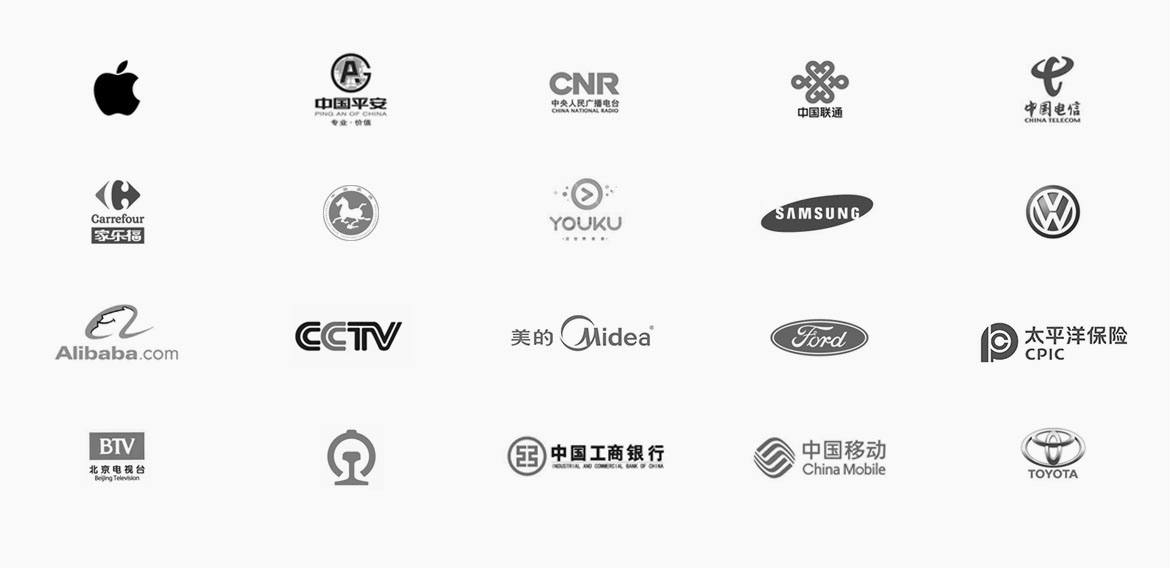 中国平安
PING AN OF CHINA
专业·价值
CNR
中央人民广播电台
CHINA NATIONAL RADIO
中国联通
中国电信
CHINA TELECOM
Carrefour
家乐福
YOUKU
SAMSUNG
Alibaba.com
CCTV
美的 Midea®
Ford
太平洋保险
CPIC
BTV
北京电视台
Beijing Television
中国工商银行
INDUSTRIAL AND COMMERCIAL BANK OF CHINA
中国移动
China Mobile
TOYOTA